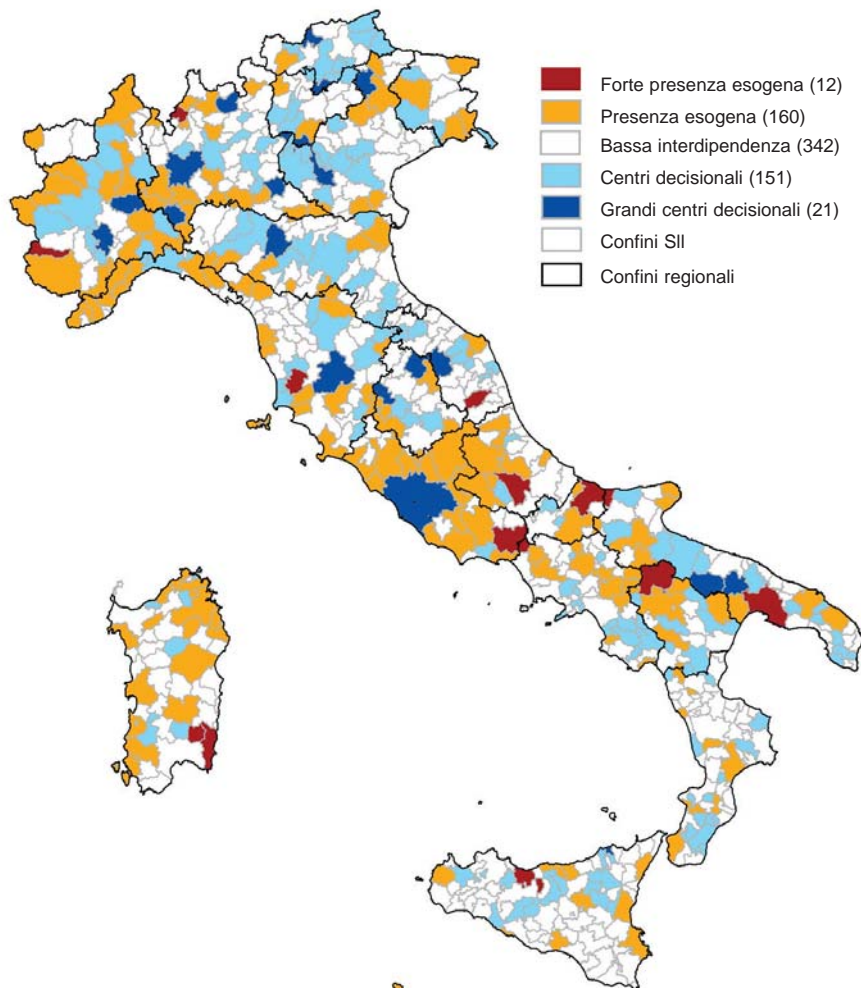 Forte presenza esogena (12)
Presenza esogena (160)
Bassa interdipendenza (342)
Centri decisionali (151)
Grandi centri decisionali (21)
Confini Sll
Confini regionali